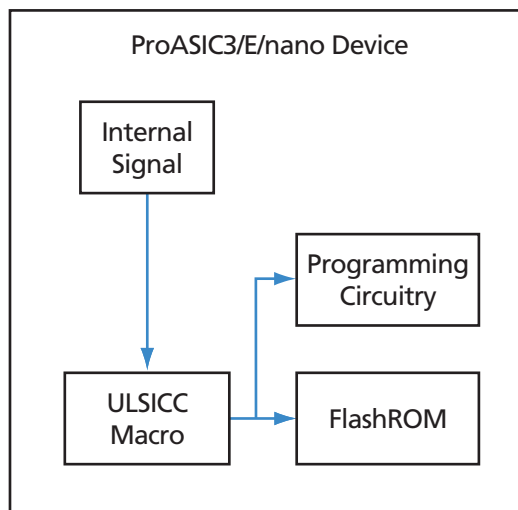 ProASIC3/E/nano Device
Internal
Signal
Programming
Circuitry
ULSICC
Macro
FlashROM